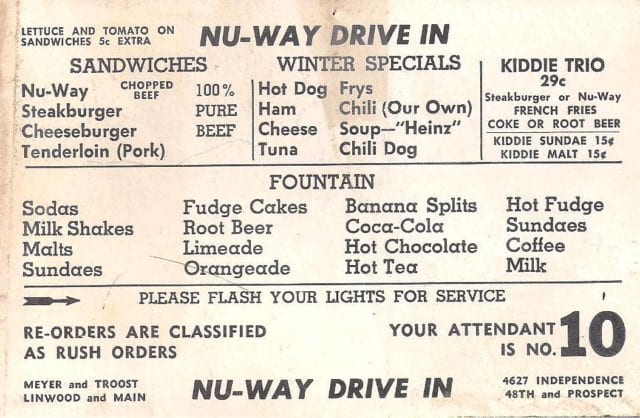 LETTUCE AND TOMATO ON
SANDWICHES 5c EXTRA
NU-WAY DRIVE IN
SANDWICHES
Nu-Way CHOPPED BEEF 100%
Steakburger PURE
Cheeseburger BEEF
Tenderloin (Pork)
WINTER SPECIALS
Hot Dog Frys
Ham Chili (Our Own)
Cheese Soup—"Heinz"
Tuna Chili Dog
KIDDIE TRIO
29c
Steakburger or Nu-Way
FRENCH FRIES
COKE OR ROOT BEER
KIDDIE SUNDAE 15¢
KIDDIE MALT 15¢
FOUNTAIN
Sodas Fudge Cakes Banana Splits Hot Fudge
Milk Shakes Root Beer Coca-Cola Sundaes
Malts Limeade Hot Chocolate Coffee
Sundaes Orangeade Hot Tea Milk
PLEASE FLASH YOUR LIGHTS FOR SERVICE
RE-ORDERS ARE CLASSIFIED
AS RUSH ORDERS
YOUR ATTENDANT
IS NO. 10
MEYER and TROOST
LINWOOD and MAIN
NU-WAY DRIVE IN
4627 INDEPENDENCE
48TH and PROSPECT